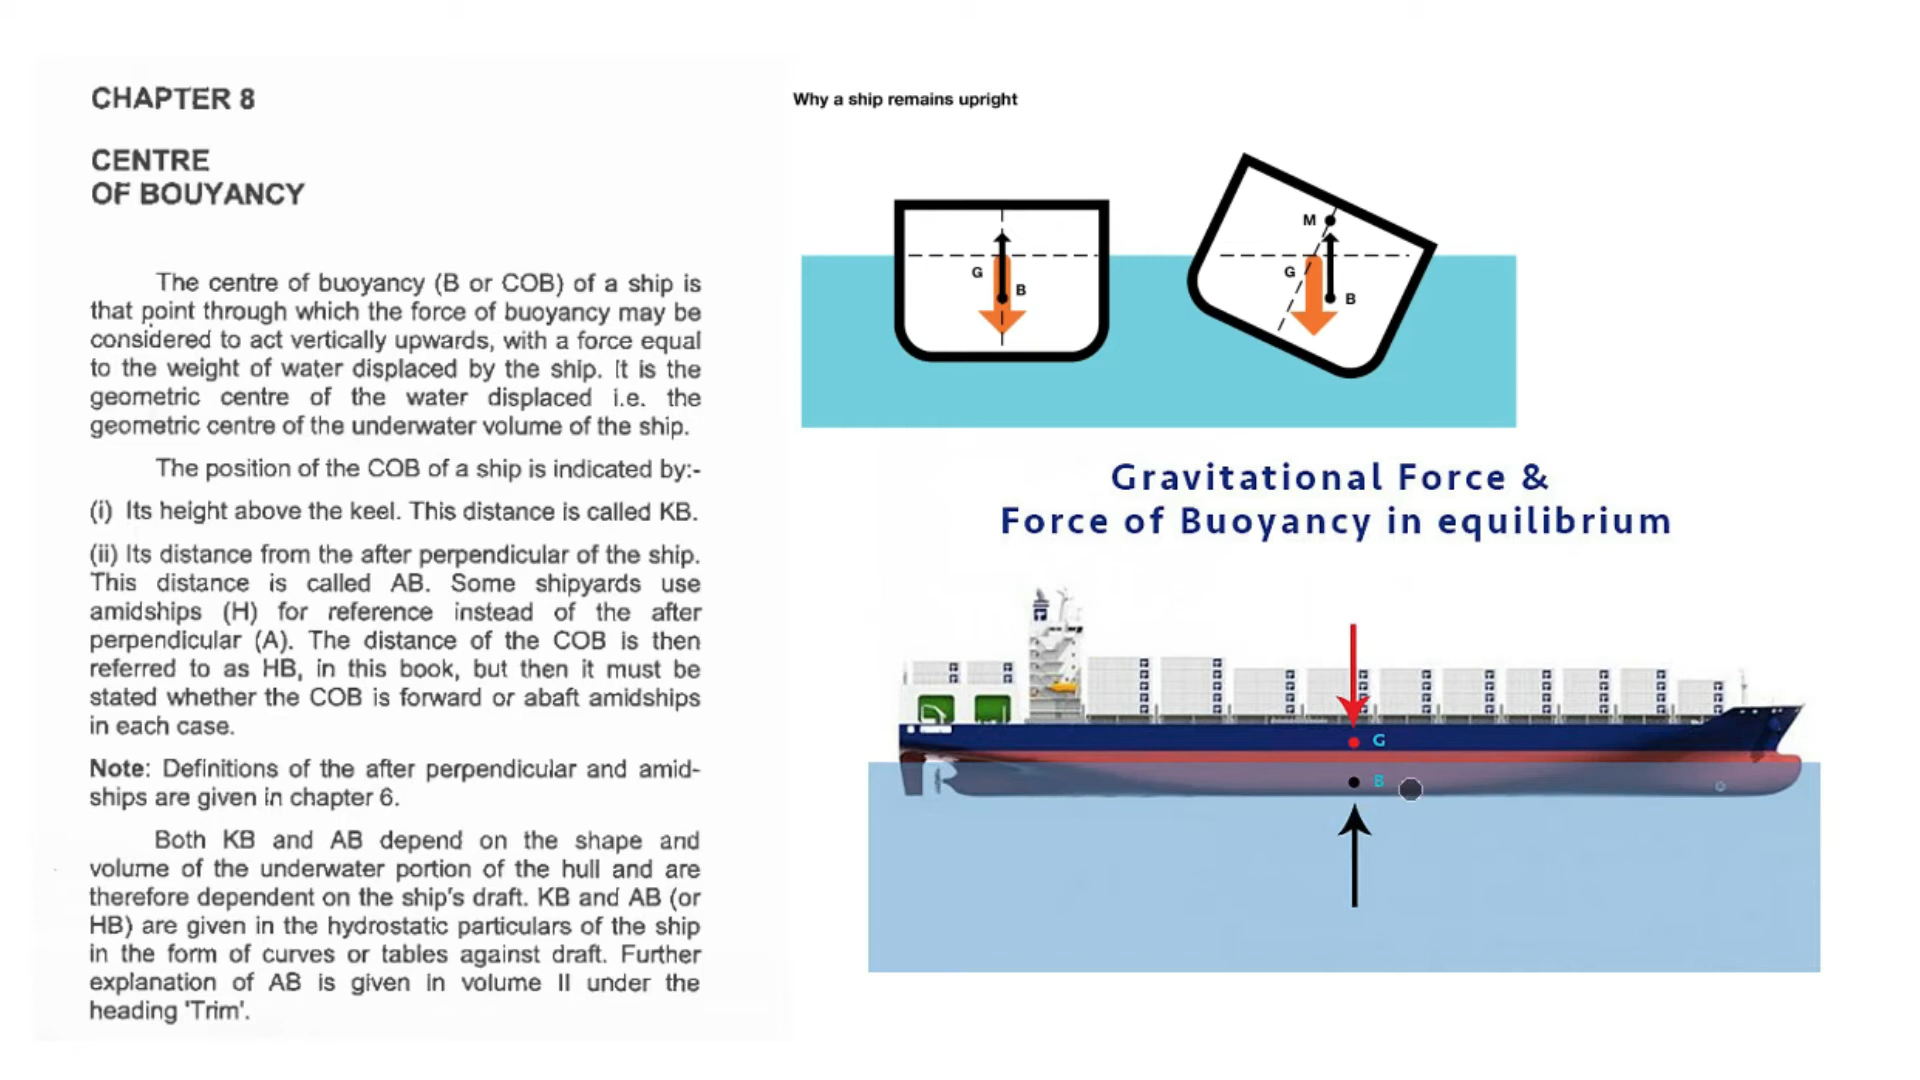 CHAPTER 8
CENTRE
OF BOUYANCY
The centre of buoyancy (B or COB) of a ship is
that point through which the force of buoyancy may be
considered to act vertically upwards, with a force equal
to the weight of water displaced by the ship. It is the
geometric centre of the water displaced i.e. the
geometric centre of the underwater volume of the ship.
The position of the COB of a ship is indicated by:-
(i) Its height above the keel. This distance is called KB.
(ii) Its distance from the after perpendicular of the ship.
This distance is called AB. Some shipyards use
amidships (H) for reference instead of the after
perpendicular (A). The distance of the COB is then
referred to as HB, in this book, but then it must be
stated whether the COB is forward or abaft amidships
in each case.
Note: Definitions of the after perpendicular and amid-
ships are given in chapter 6.
Both KB and AB depend on the shape and
volume of the underwater portion of the hull and are
therefore dependent on the ship's draft. KB and AB (or
HB) are given in the hydrostatic particulars of the ship
in the form of curves or tables against draft. Further
explanation of AB is given in volume II under the
heading 'Trim'.
Why a ship remains upright
G
B
M
G
B
Gravitational Force &
Force of Buoyancy in equilibrium
G
B